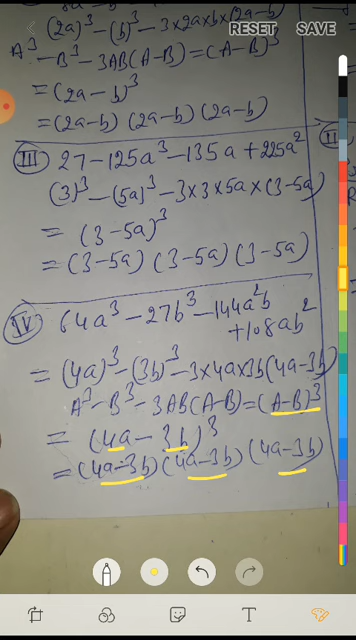 (2a)³ - (b)³ - 3×2a×b×(2a-b)
RESET SAVE
A³ - B³ - 3AB(A-B) = (A-B)³
= (2a - b)³
= (2a-b) (2a-b) (2a-b)
III 27 - 125a³ - 135a + 225a²
(3)³ - (5a)³ - 3×3×5a×(3-5a)
= (3-5a)³
= (3-5a) (3-5a) (3-5a)
IV 64a³ - 27b³ - 144a²b
+108ab²
= (4a)³ - (3b)³ - 3×4a×3b(4a-3b)
A³ - B³ - 3AB(A-B) = (A-B)³
= (4a - 3b)³
= (4a-3b) (4a-3b) (4a-3b)
T